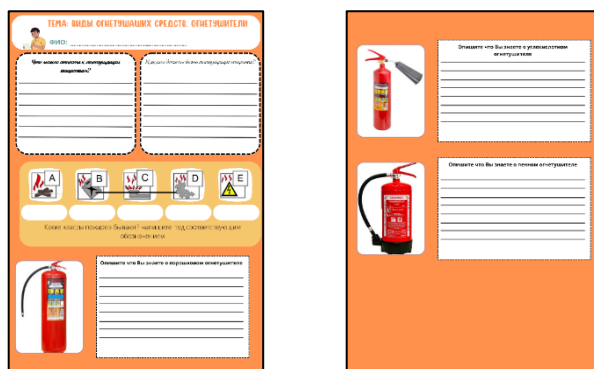 ТЕМА: ВИДЫ ОГНЕТУШАЩИХ СРЕДСТВ. ОГНЕТУШИТЕЛИ
ФИО:
Что можно отнести к огнетушащим веществам?
A
B
C
D
E
Какие классы пожаров бывают? напишите под соответствующим
обозначением
Опишите что Вы знаете о порошковом огнетушителе
Опишите что Вы знаете о углекислотном
огнетушителе
Опишите что Вы знаете о пенном огнетушителе